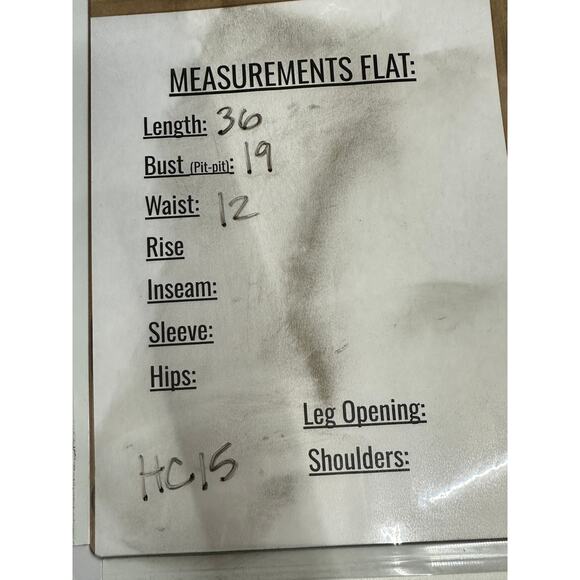 MEASUREMENTS FLAT:
Length: 36
Bust (Pit-pit): 19
Waist: 12
Rise
Inseam:
Sleeve:
Hips:
Leg Opening:
Shoulders:
HC15